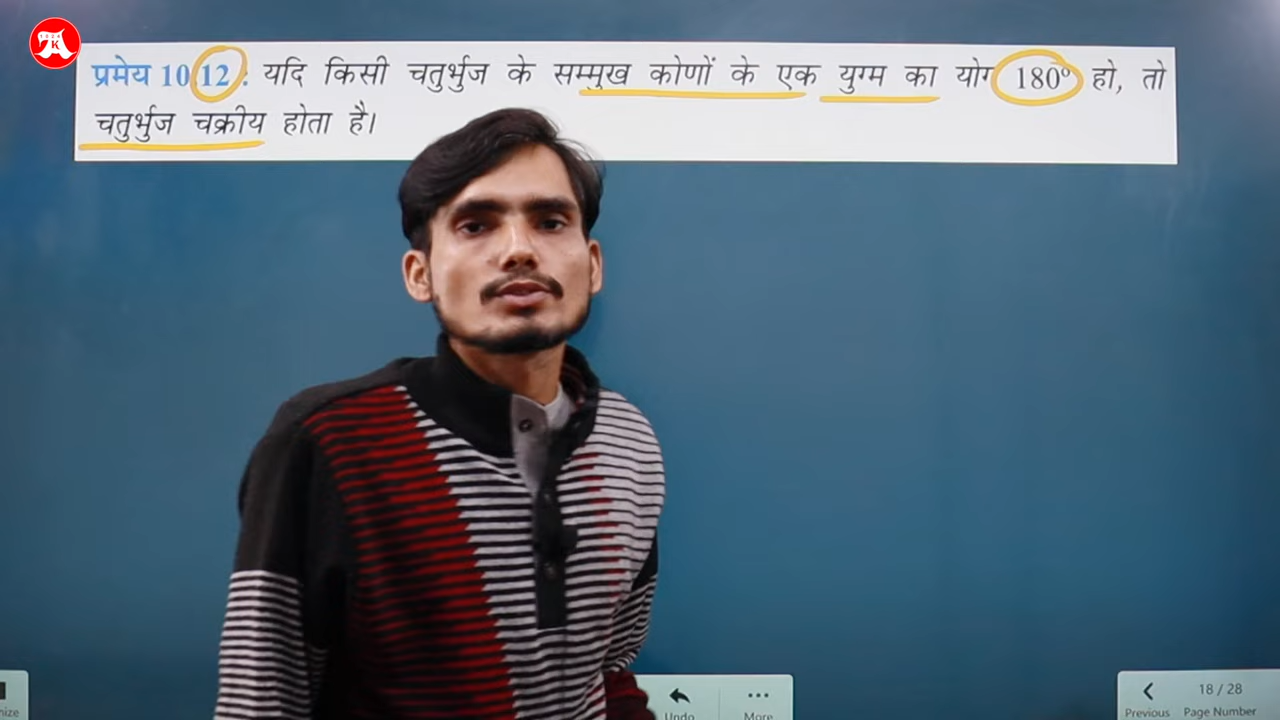 K
प्रमेय 10.12 : यदि किसी चतुर्भुज के सम्मुख कोणों के एक युग्म का योग 180° हो, तो
चतुर्भुज चक्रीय होता है।
Undo
More
Previous
18 / 28
Page Number